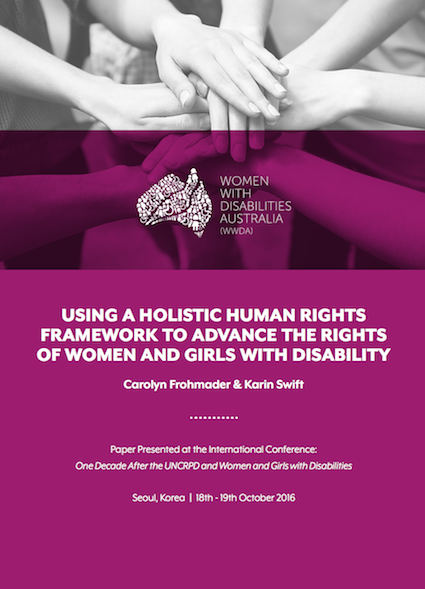 WOMEN
WITH
DISABILITIES
AUSTRALIA
(WWDA)
USING A HOLISTIC HUMAN RIGHTS
FRAMEWORK TO ADVANCE THE RIGHTS
OF WOMEN AND GIRLS WITH DISABILITY
Carolyn Frohmader & Karin Swift
Paper Presented at the International Conference:
One Decade After the UNCRPD and Women and Girls with Disabilities
Seoul, Korea | 18th - 19th October 2016